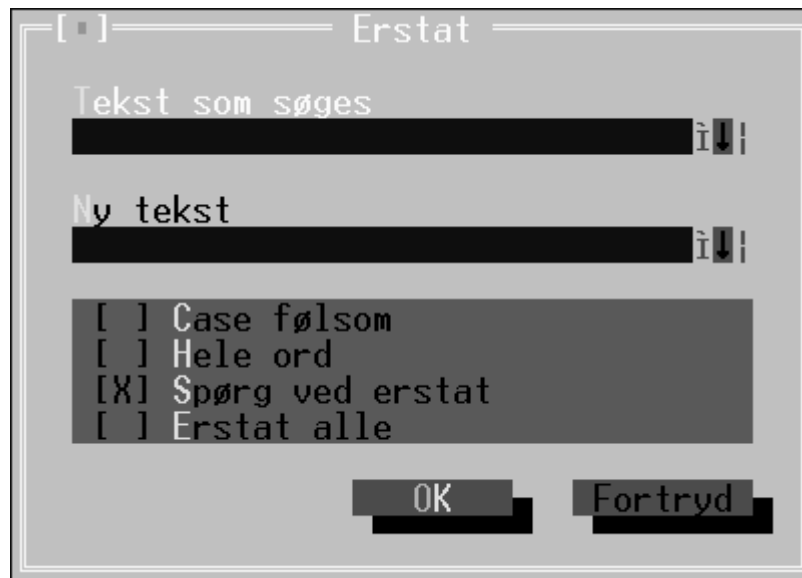 [▪] Erstat
Tekst som søges
Ì↓¦
Ny tekst
Ì↓¦
[ ] Case følsom
[ ] Hele ord
[X] Spørg ved erstat
[ ] Erstat alle
OK Fortryd